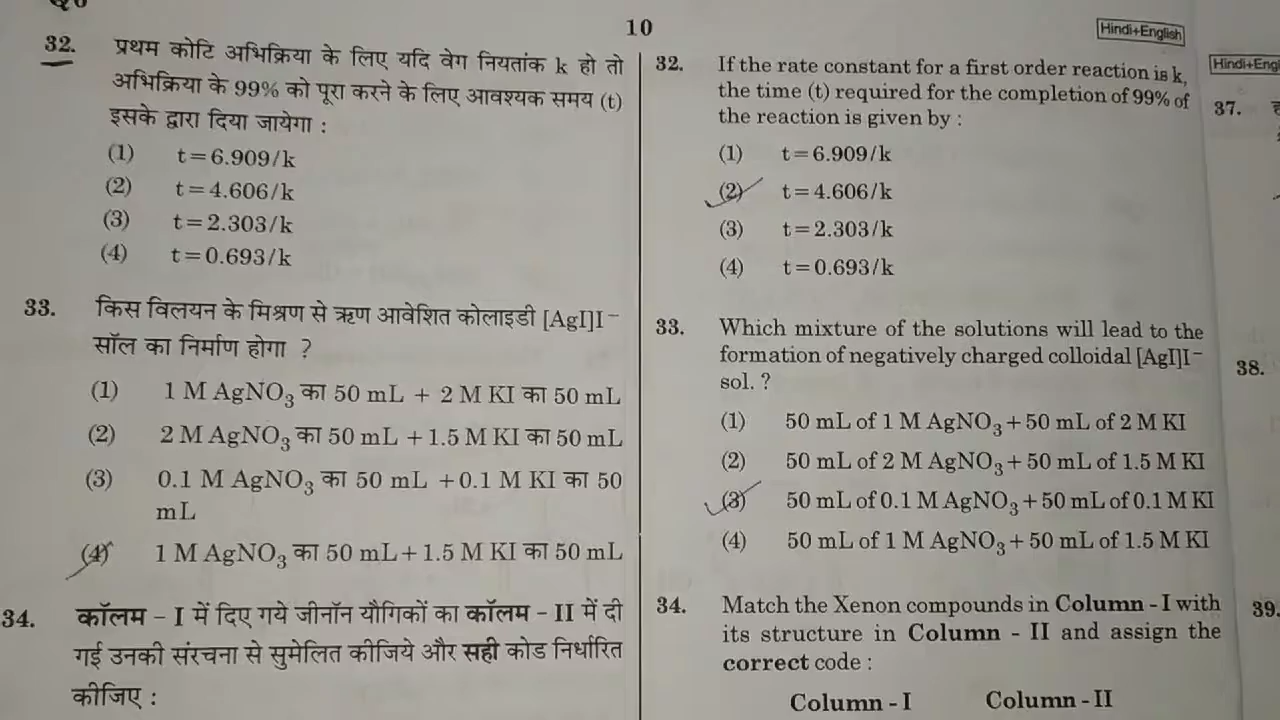 10
Hindi+English
32. प्रथम कोटि अभिक्रिया के लिए यदि वेग नियतांक k हो तो
अभिक्रिया के 99% को पूरा करने के लिए आवश्यक समय (t)
इसके द्वारा दिया जायेगा :
(1) t=6.909/k
(2) t=4.606/k
(3) t=2.303/k
(4) t=0.693/k
33. किस विलयन के मिश्रण से ऋण आवेशित कोलाइडी [AgI]I⁻
सॉल का निर्माण होगा ?
(1) 1 M AgNO₃ का 50 mL + 2 M KI का 50 mL
(2) 2 M AgNO₃ का 50 mL + 1.5 M KI का 50 mL
(3) 0.1 M AgNO₃ का 50 mL + 0.1 M KI का 50
mL
(4) 1 M AgNO₃ का 50 mL + 1.5 M KI का 50 mL
34. कॉलम - I में दिए गये जीनॉन यौगिकों का कॉलम - II में दी
गई उनकी संरचना से सुमेलित कीजिये और सही कोड निर्धारित
कीजिए :
32. If the rate constant for a first order reaction is k,
the time (t) required for the completion of 99% of
the reaction is given by :
(1) t=6.909/k
(2) t=4.606/k
(3) t=2.303/k
(4) t=0.693/k
33. Which mixture of the solutions will lead to the
formation of negatively charged colloidal [AgI]I⁻
sol. ?
(1) 50 mL of 1 M AgNO₃ + 50 mL of 2 M KI
(2) 50 mL of 2 M AgNO₃ + 50 mL of 1.5 M KI
(3) 50 mL of 0.1 M AgNO₃ + 50 mL of 0.1 M KI
(4) 50 mL of 1 M AgNO₃ + 50 mL of 1.5 M KI
34. Match the Xenon compounds in Column - I with
its structure in Column - II and assign the
correct code :
Column - I Column - II
37.
38.
39.